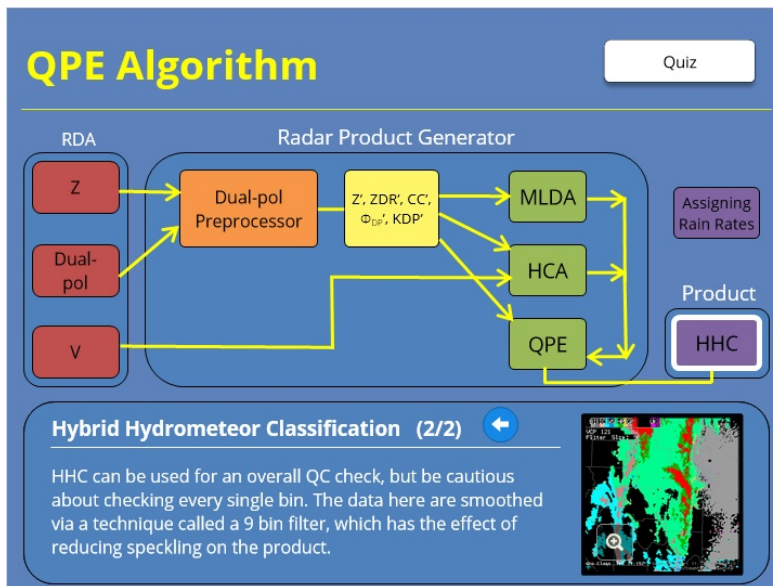 QPE Algorithm
Quiz
RDA
Radar Product Generator
Z
Dual-
pol
V
Dual-pol
Preprocessor
Z', ZDR', CC',
Φ_DP', KDP'
MLDA
HCA
QPE
Assigning
Rain Rates
Product
HHC
Hybrid Hydrometeor Classification (2/2)
HHC can be used for an overall QC check, but be cautious
about checking every single bin. The data here are smoothed
via a technique called a 9 bin filter, which has the effect of
reducing speckling on the product.
VCP 121